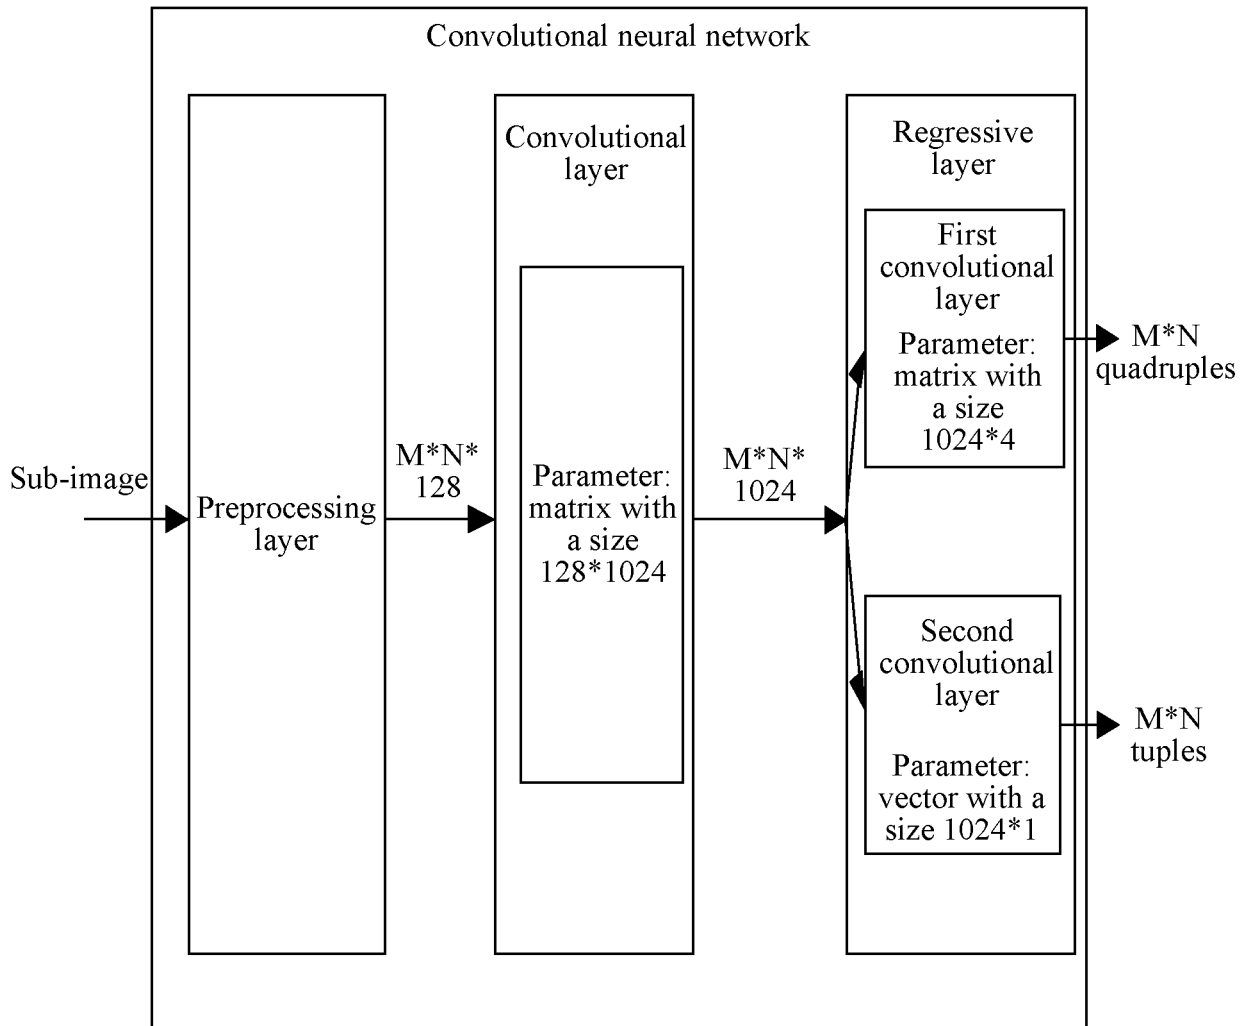 Convolutional neural network
Sub-image
Preprocessing
layer
M*N*
128
Convolutional
layer
Parameter:
matrix with
a size
128*1024
M*N*
1024
Regressive
layer
First
convolutional
layer
Parameter:
matrix with
a size
1024*4
M*N
quadruples
Second
convolutional
layer
Parameter:
vector with a
size 1024*1
M*N
tuples